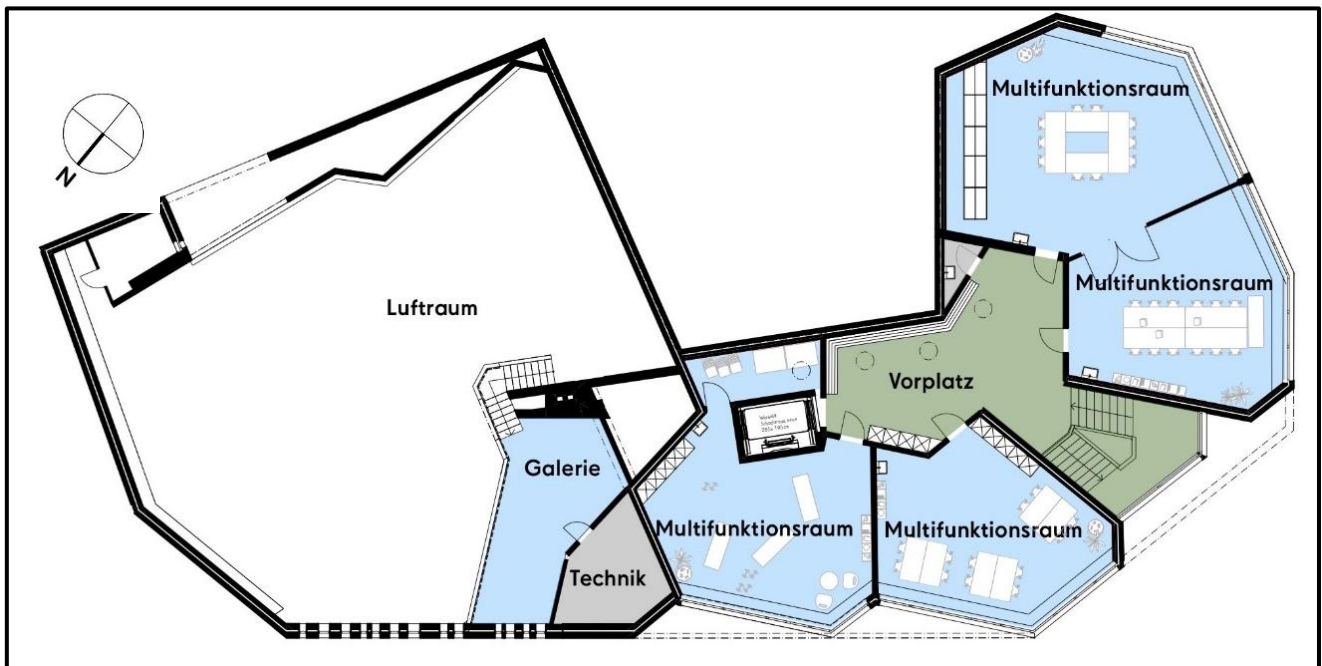 Multifunktionsraum
N
Multifunktionsraum
Luftraum
Vorplatz
Galerie
Multifunktionsraum
Multifunktionsraum
Technik